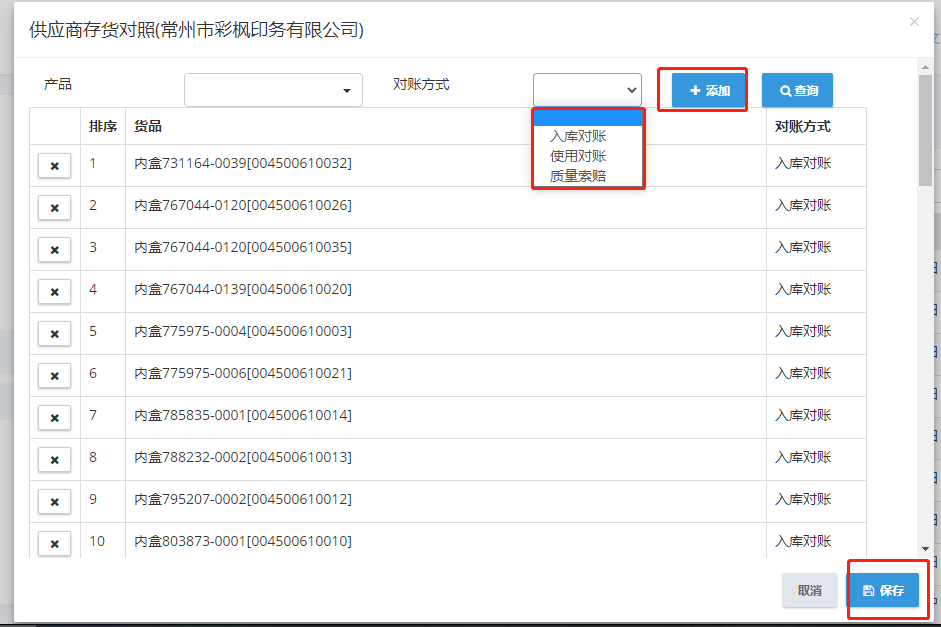 供应商存货对照(常州市彩枫印务有限公司)
×
产品 对账方式 添加 查询
入库对账
使用对账
质量索赔
排序 货品 对账方式
1 内盒731164-0039[004500610032] 入库对账
2 内盒767044-0120[004500610026] 入库对账
3 内盒767044-0120[004500610035] 入库对账
4 内盒767044-0139[004500610020] 入库对账
5 内盒775975-0004[004500610003] 入库对账
6 内盒775975-0006[004500610021] 入库对账
7 内盒785835-0001[004500610014] 入库对账
8 内盒788232-0002[004500610013] 入库对账
9 内盒795207-0002[004500610012] 入库对账
10 内盒803873-0001[004500610010] 入库对账
取消 保存